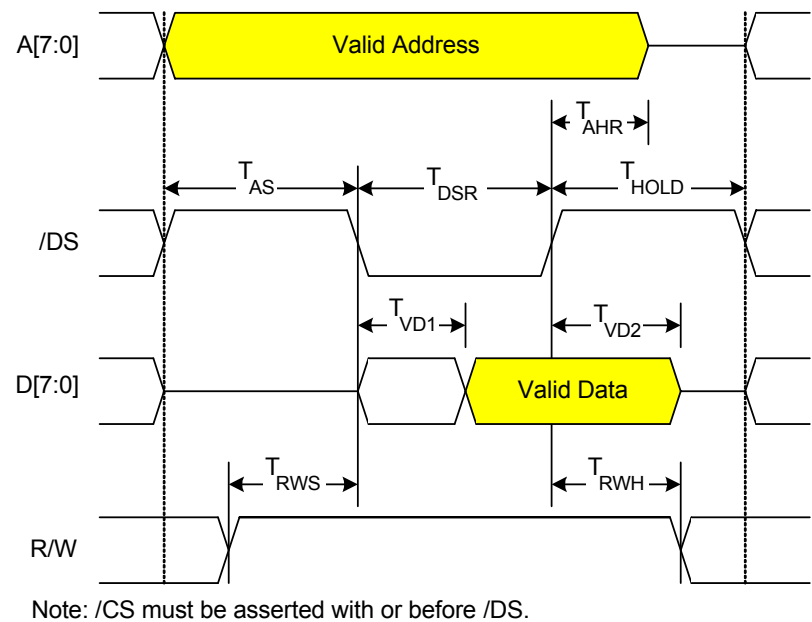 A[7:0]
Valid Address
TAHR
TAS
TDSR
THOLD
/DS
TVD1
TVD2
D[7:0]
Valid Data
TRWS
TRWH
R/W
Note: /CS must be asserted with or before /DS.